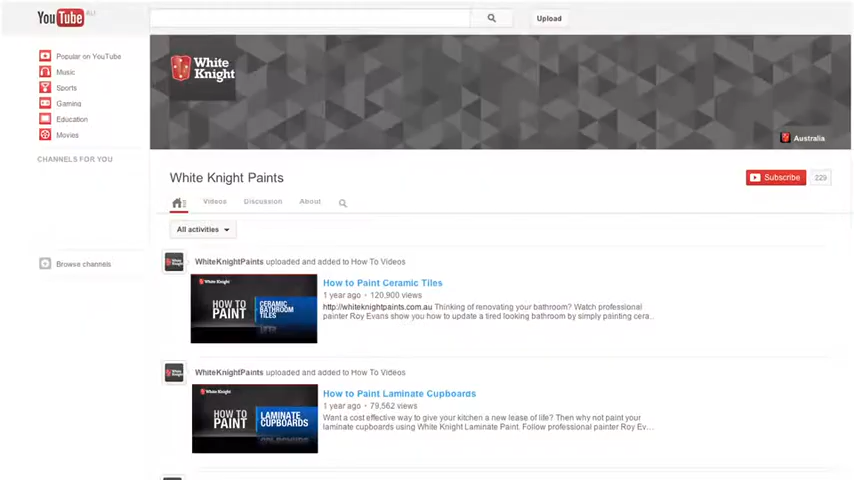 YouTube AU
Upload
Popular on YouTube
Music
Sports
Gaming
Education
Movies
CHANNELS FOR YOU
Browse channels
White
Knight
Australia
White Knight Paints
Subscribe 229
Videos Discussion About
All activities
WhiteKnightPaints uploaded and added to How To Videos
White Knight
HOW TO
PAINT
CERAMIC
BATHROOM
TILES
How to Paint Ceramic Tiles
1 year ago · 120,900 views
http://whiteknightpaints.com.au Thinking of renovating your bathroom? Watch professional
painter Roy Evans show you how to update a tired looking bathroom by simply painting cera...
WhiteKnightPaints uploaded and added to How To Videos
White Knight
HOW TO
PAINT
LAMINATE
CUPBOARDS
How to Paint Laminate Cupboards
1 year ago · 79,562 views
Want a cost effective way to give your kitchen a new lease of life? Then why not paint your
laminate cupboards using White Knight Laminate Paint. Follow professional painter Roy Ev...